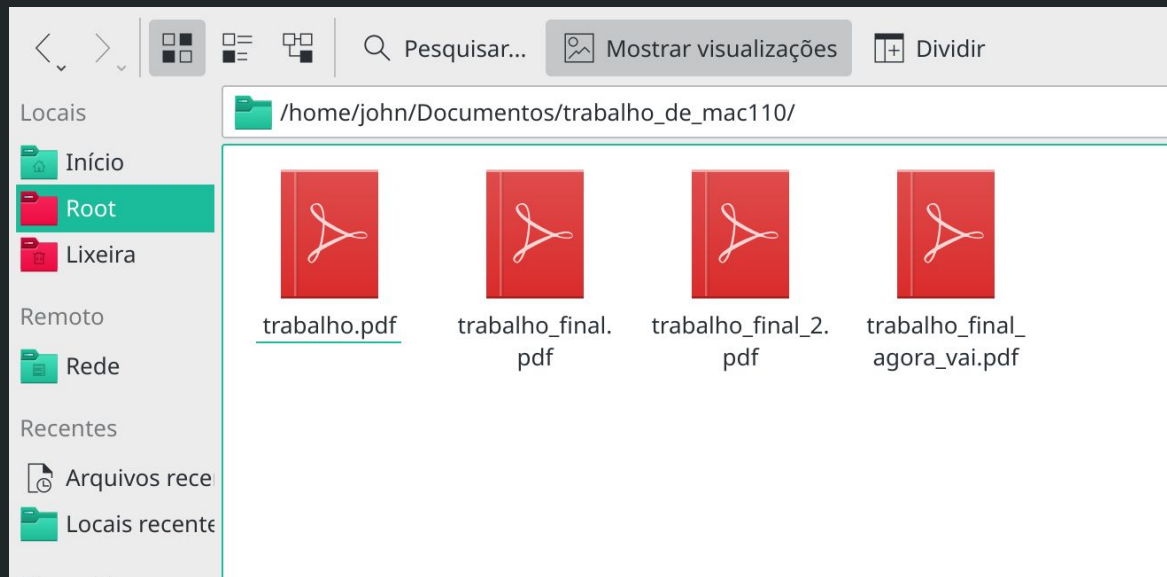 Pesquisar... Mostrar visualizações Dividir
Locais
/home/john/Documentos/trabalho_de_mac110/
Início
Root
Lixeira
Remoto
Rede
Recentes
Arquivos rece
Locais recente
trabalho.pdf
trabalho_final.
pdf
trabalho_final_2.
pdf
trabalho_final_
agora_vai.pdf